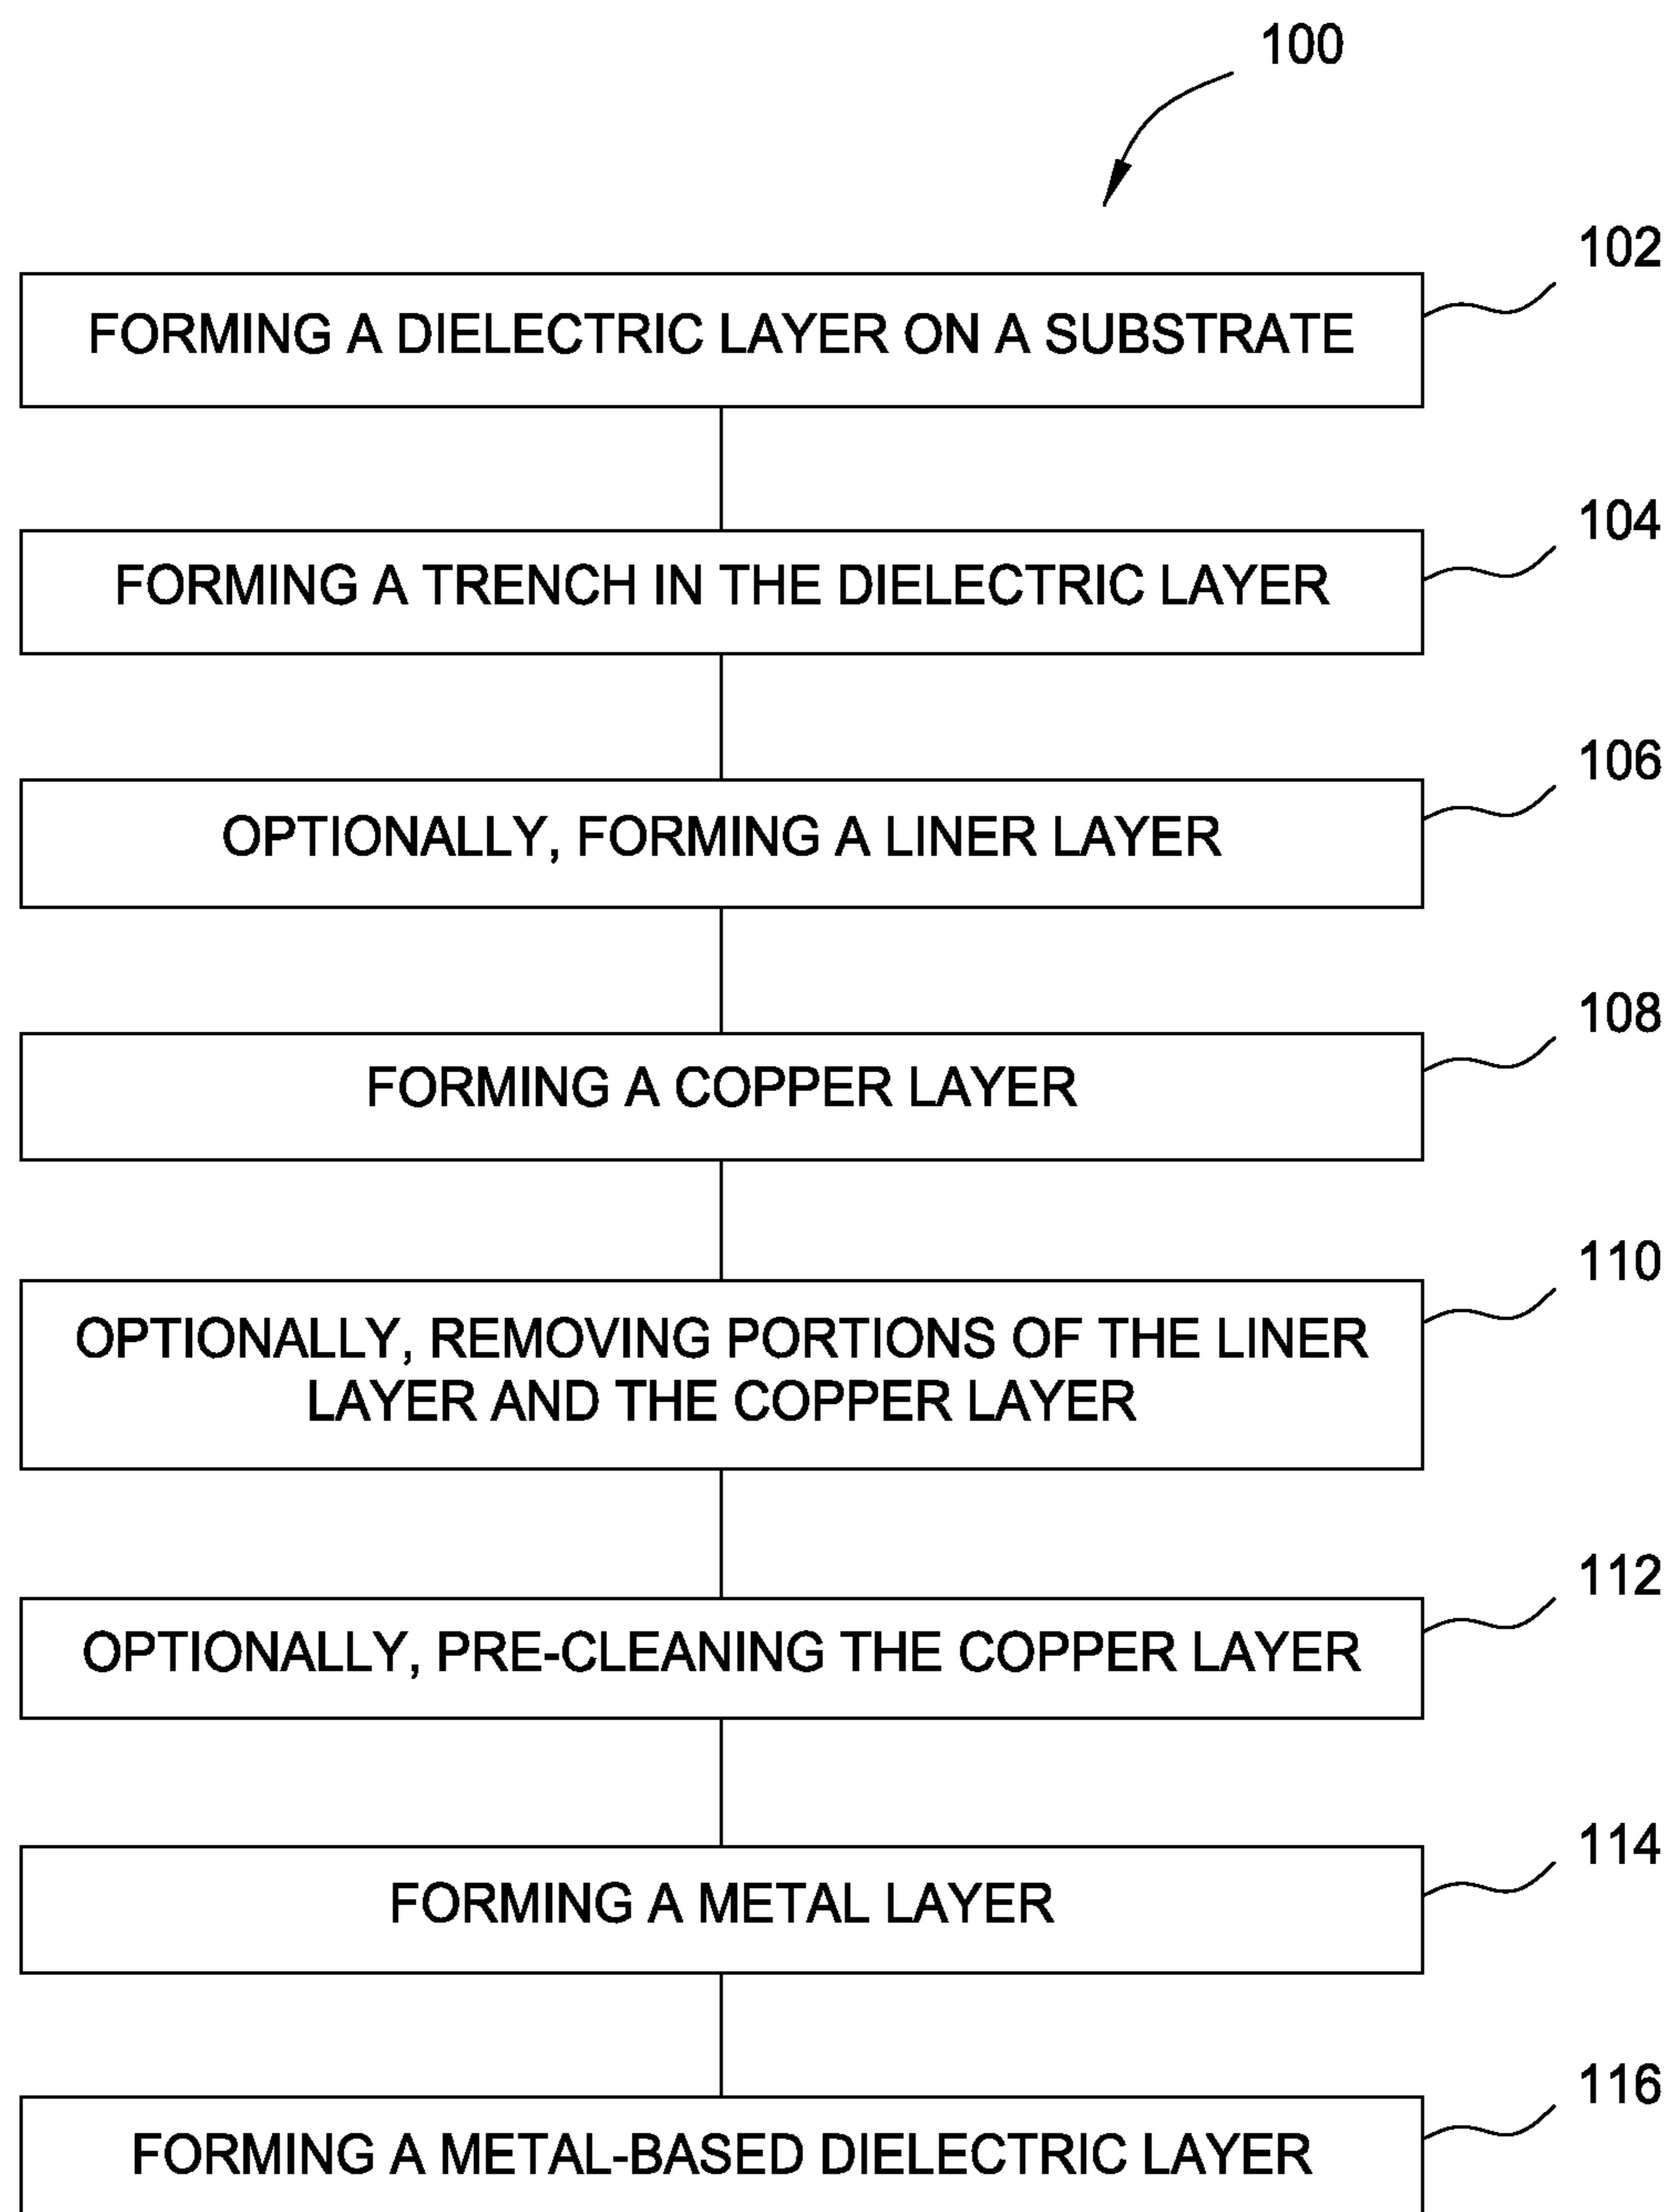 100
102
FORMING A DIELECTRIC LAYER ON A SUBSTRATE
104
FORMING A TRENCH IN THE DIELECTRIC LAYER
106
OPTIONALLY, FORMING A LINER LAYER
108
FORMING A COPPER LAYER
110
OPTIONALLY, REMOVING PORTIONS OF THE LINER
LAYER AND THE COPPER LAYER
112
OPTIONALLY, PRE-CLEANING THE COPPER LAYER
114
FORMING A METAL LAYER
116
FORMING A METAL-BASED DIELECTRIC LAYER